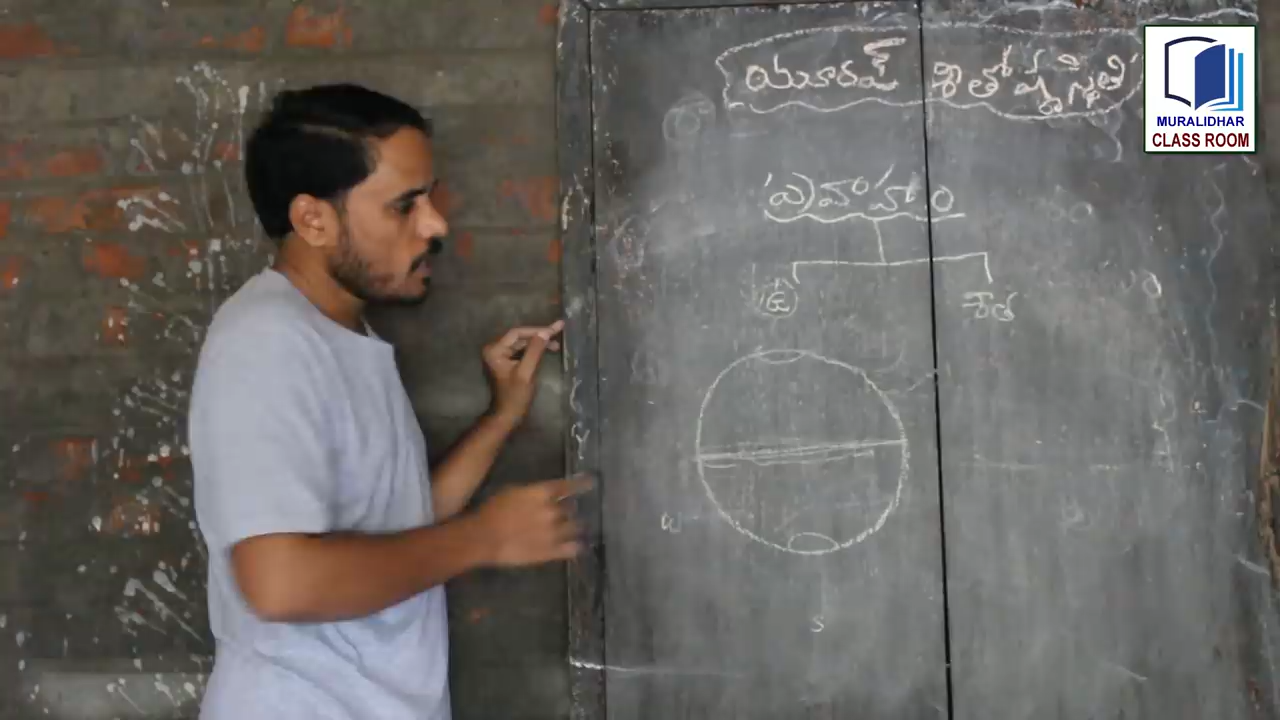 యూరప్ శీతోష్ణస్థితి
ప్రవాహం
ఉ
శీత
W
S
MURALIDHAR
CLASS ROOM